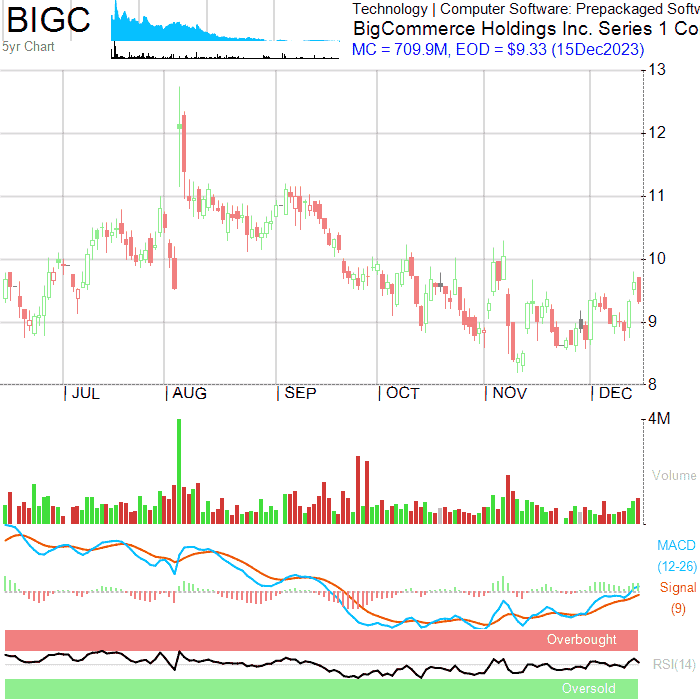 BIGC
5yr Chart
Technology | Computer Software: Prepackaged Softw
BigCommerce Holdings Inc. Series 1 Co
MC = 709.9M, EOD = $9.33 (15Dec2023)
13
12
11
10
9
8
| JUL | AUG | SEP | OCT | NOV | DEC
4M
Volume
MACD
(12-26)
Signal
(9)
Overbought
RSI(14)
Oversold